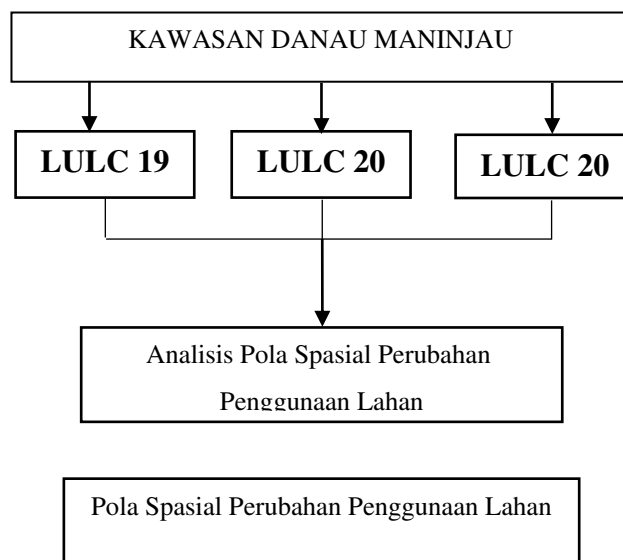 KAWASAN DANAU MANINJAU
LULC 19
LULC 20
LULC 20
Analisis Pola Spasial Perubahan
Penggunaan Lahan
Pola Spasial Perubahan Penggunaan Lahan